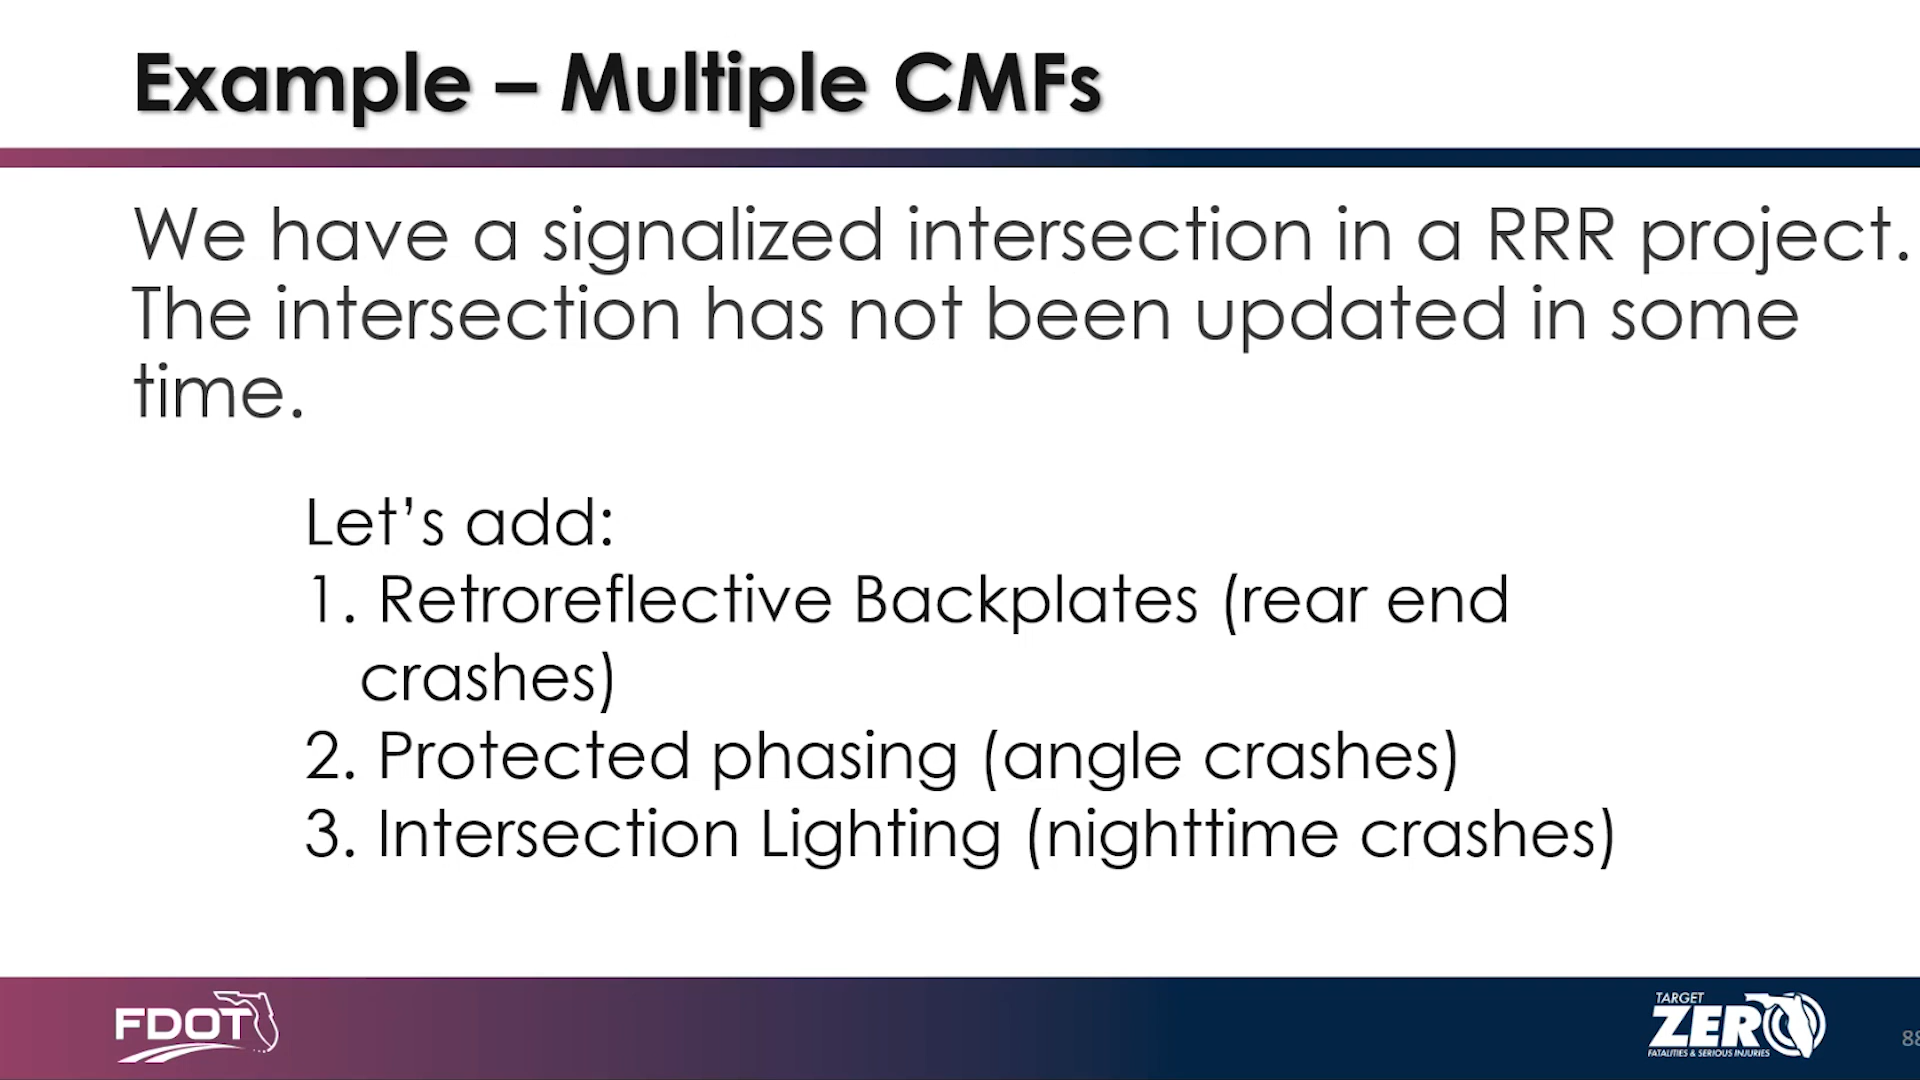 Example – Multiple CMFs
We have a signalized intersection in a RRR project.
The intersection has not been updated in some
time.
Let’s add:
1. Retroreflective Backplates (rear end
crashes)
2. Protected phasing (angle crashes)
3. Intersection Lighting (nighttime crashes)
FDOT
TARGET
ZERO
FATALITIES & SERIOUS INJURIES